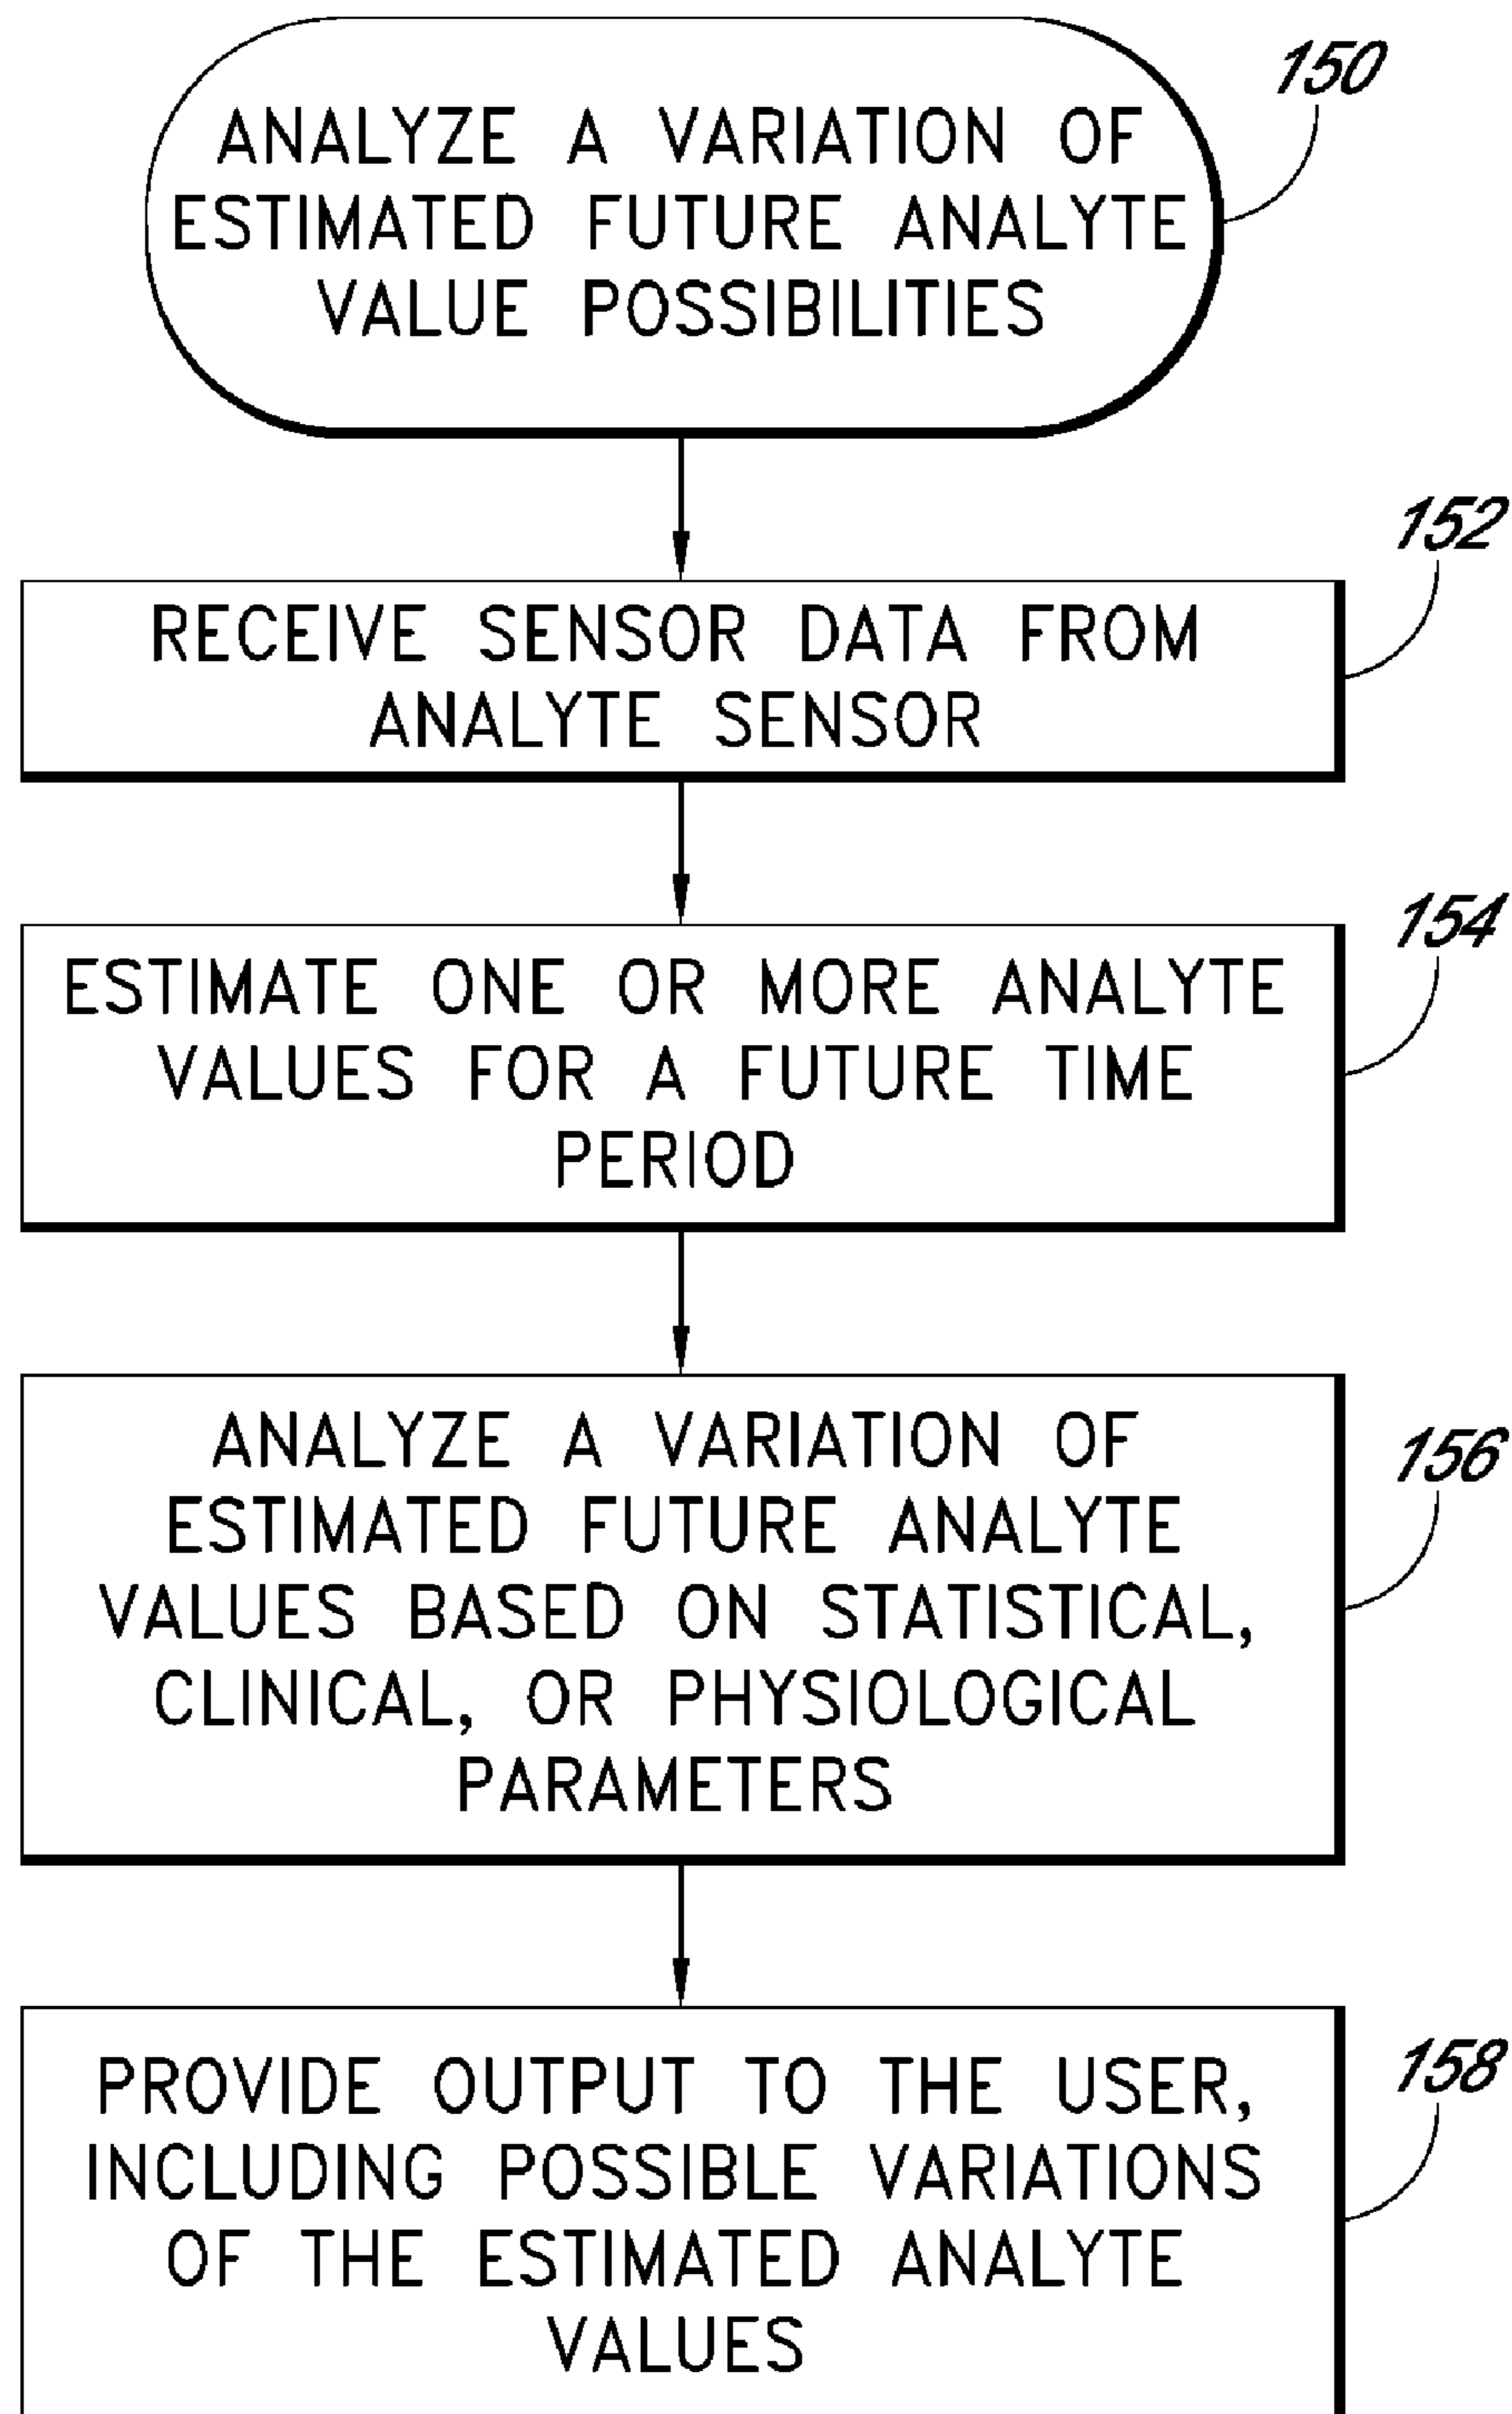 ANALYZE A VARIATION OF
ESTIMATED FUTURE ANALYTE
VALUE POSSIBILITIES
150
RECEIVE SENSOR DATA FROM
ANALYTE SENSOR
152
ESTIMATE ONE OR MORE ANALYTE
VALUES FOR A FUTURE TIME
PERIOD
154
ANALYZE A VARIATION OF
ESTIMATED FUTURE ANALYTE
VALUES BASED ON STATISTICAL,
CLINICAL, OR PHYSIOLOGICAL
PARAMETERS
156
PROVIDE OUTPUT TO THE USER,
INCLUDING POSSIBLE VARIATIONS
OF THE ESTIMATED ANALYTE
VALUES
158